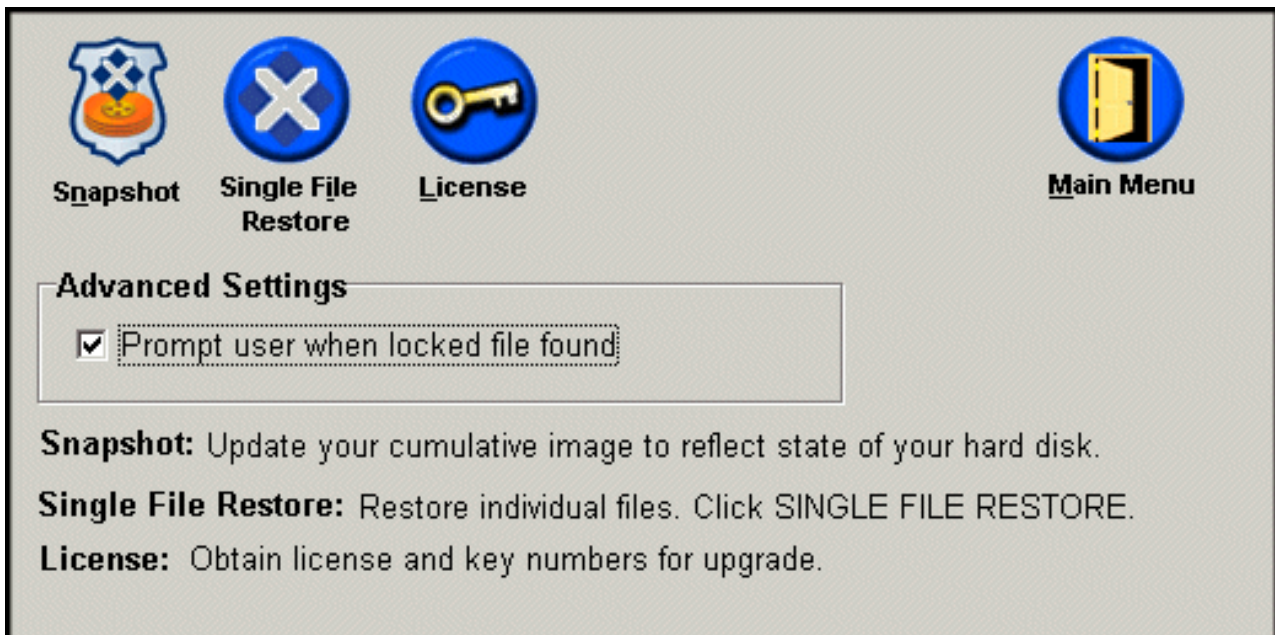 Snapshot
Single File
Restore
License
Main Menu
Advanced Settings
Prompt user when locked file found
Snapshot: Update your cumulative image to reflect state of your hard disk.
Single File Restore: Restore individual files. Click SINGLE FILE RESTORE.
License: Obtain license and key numbers for upgrade.